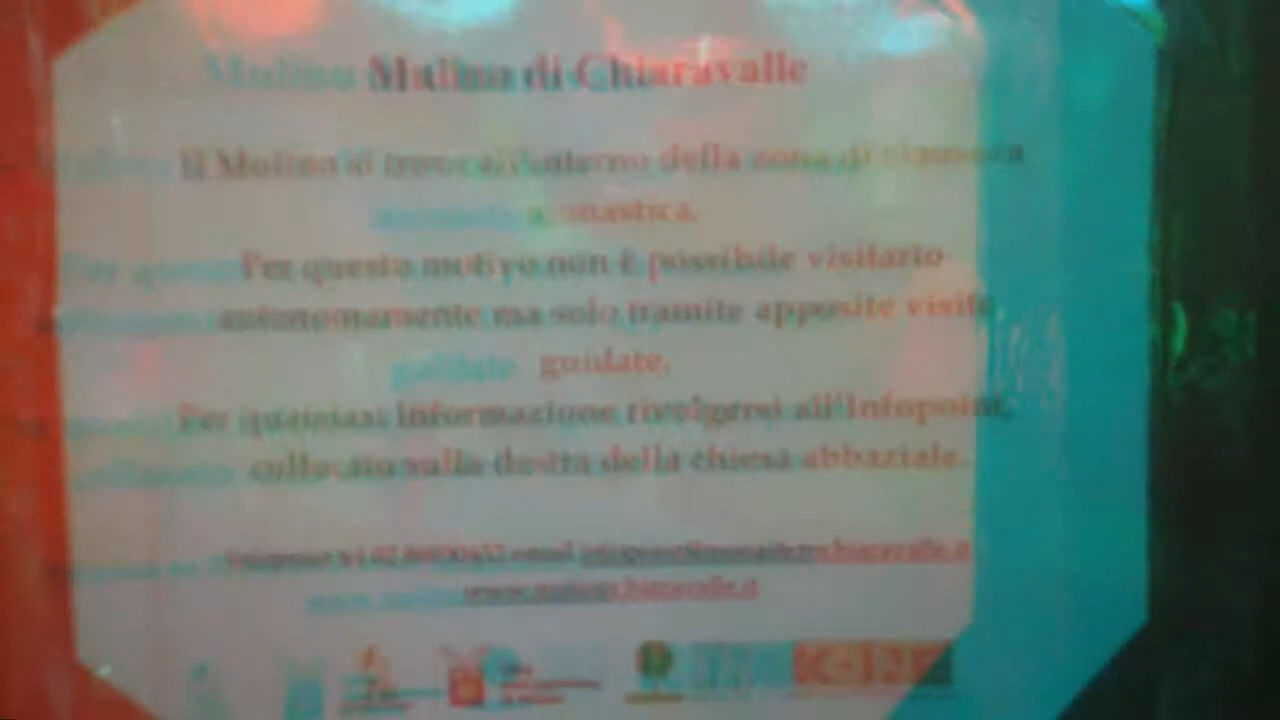 Mulino di Chiaravalle
Il Mulino si trova all'interno della zona di clausura
monastica.
Per questo motivo non è possibile visitarlo
autonomamente ma solo tramite apposite visite
guidate.
Per qualsiasi informazione rivolgersi all'Infopoint,
collocato sulla destra della chiesa abbaziale.